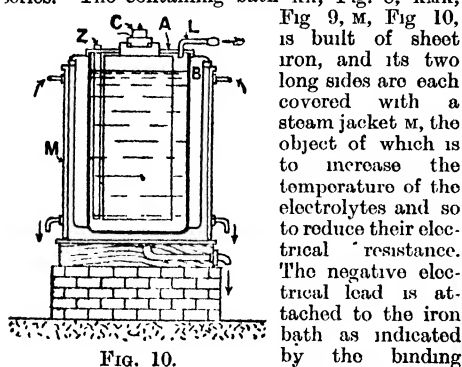 series. The containing bath
Fig 9, M, Fig 10,
is built of sheet
iron, and its two
long sides are each
covered with a
steam jacket M, the
object of which is
to increase the
temperature of the
electrolytes and so
to reduce their elec-
trical resistance.
The negative elec-
trical lead is at-
tached to the iron
bath as indicated
by the binding
Z
C
A
L
B
M
FIG. 10.